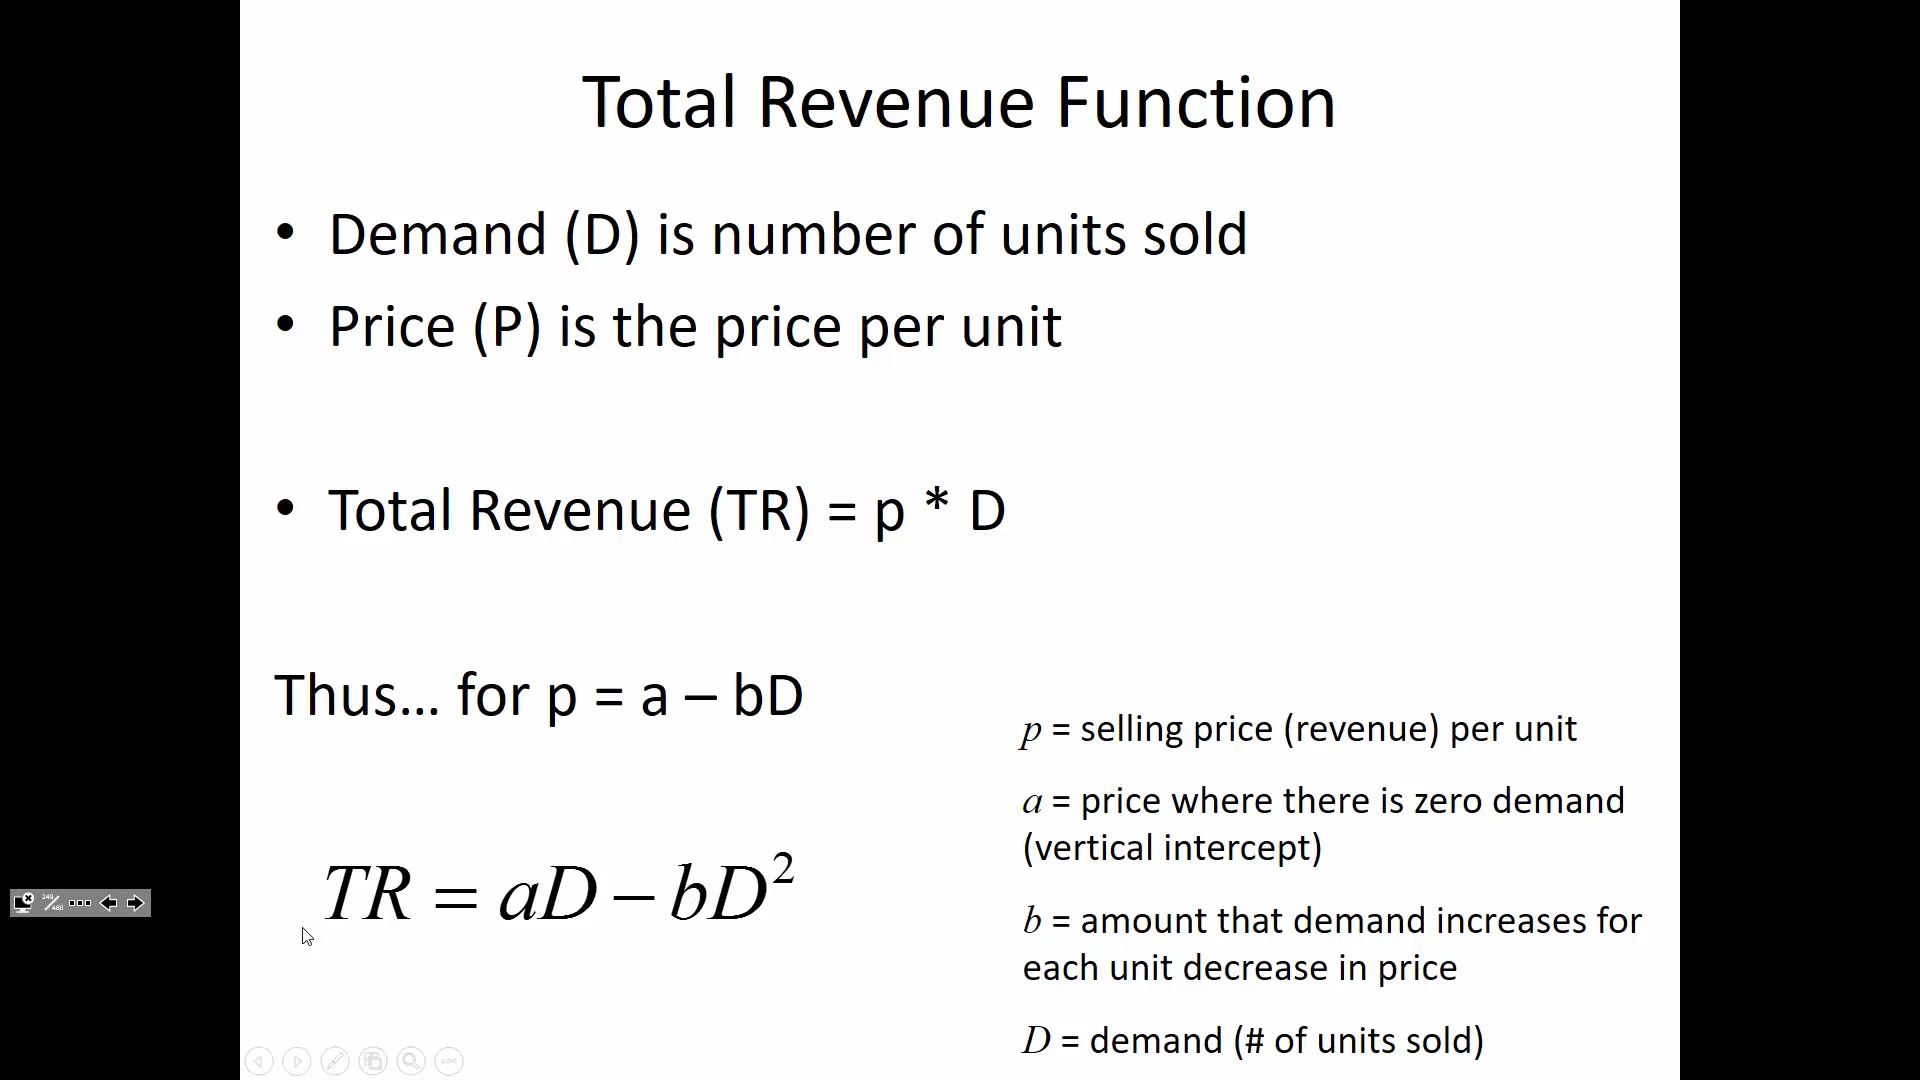 Total Revenue Function
• Demand (D) is number of units sold
• Price (P) is the price per unit
• Total Revenue (TR) = p * D
Thus… for p = a – bD
TR = aD – bD²
p = selling price (revenue) per unit
a = price where there is zero demand
(vertical intercept)
b = amount that demand increases for
each unit decrease in price
D = demand (# of units sold)
249/480